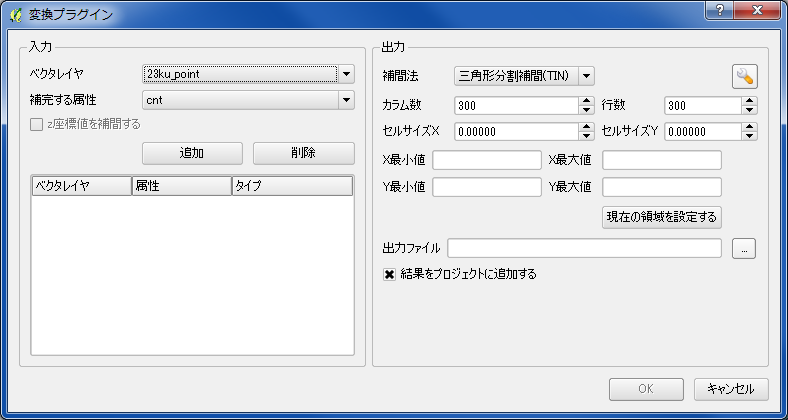 変換プラグイン
入力
ベクタレイヤ
23ku_point
補完する属性
cnt
z座標値を補間する
追加
削除
ベクタレイヤ 属性 タイプ
出力
補間法
三角形分割補間(TIN)
カラム数 300 行数 300
セルサイズX 0.00000 セルサイズY 0.00000
X最小値 X最大値
Y最小値 Y最大値
現在の領域を設定する
出力ファイル ...
結果をプロジェクトに追加する
OK キャンセル